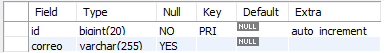 Field Type Null Key Default Extra
id bigint(20) NO PRI NULL auto_increment
correo varchar(255) YES NULL